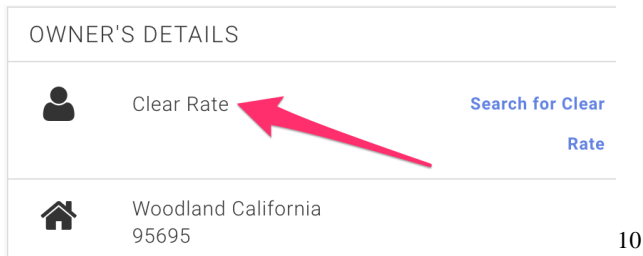 OWNER'S DETAILS
Clear Rate
Search for Clear
Rate
Woodland California
95695
10